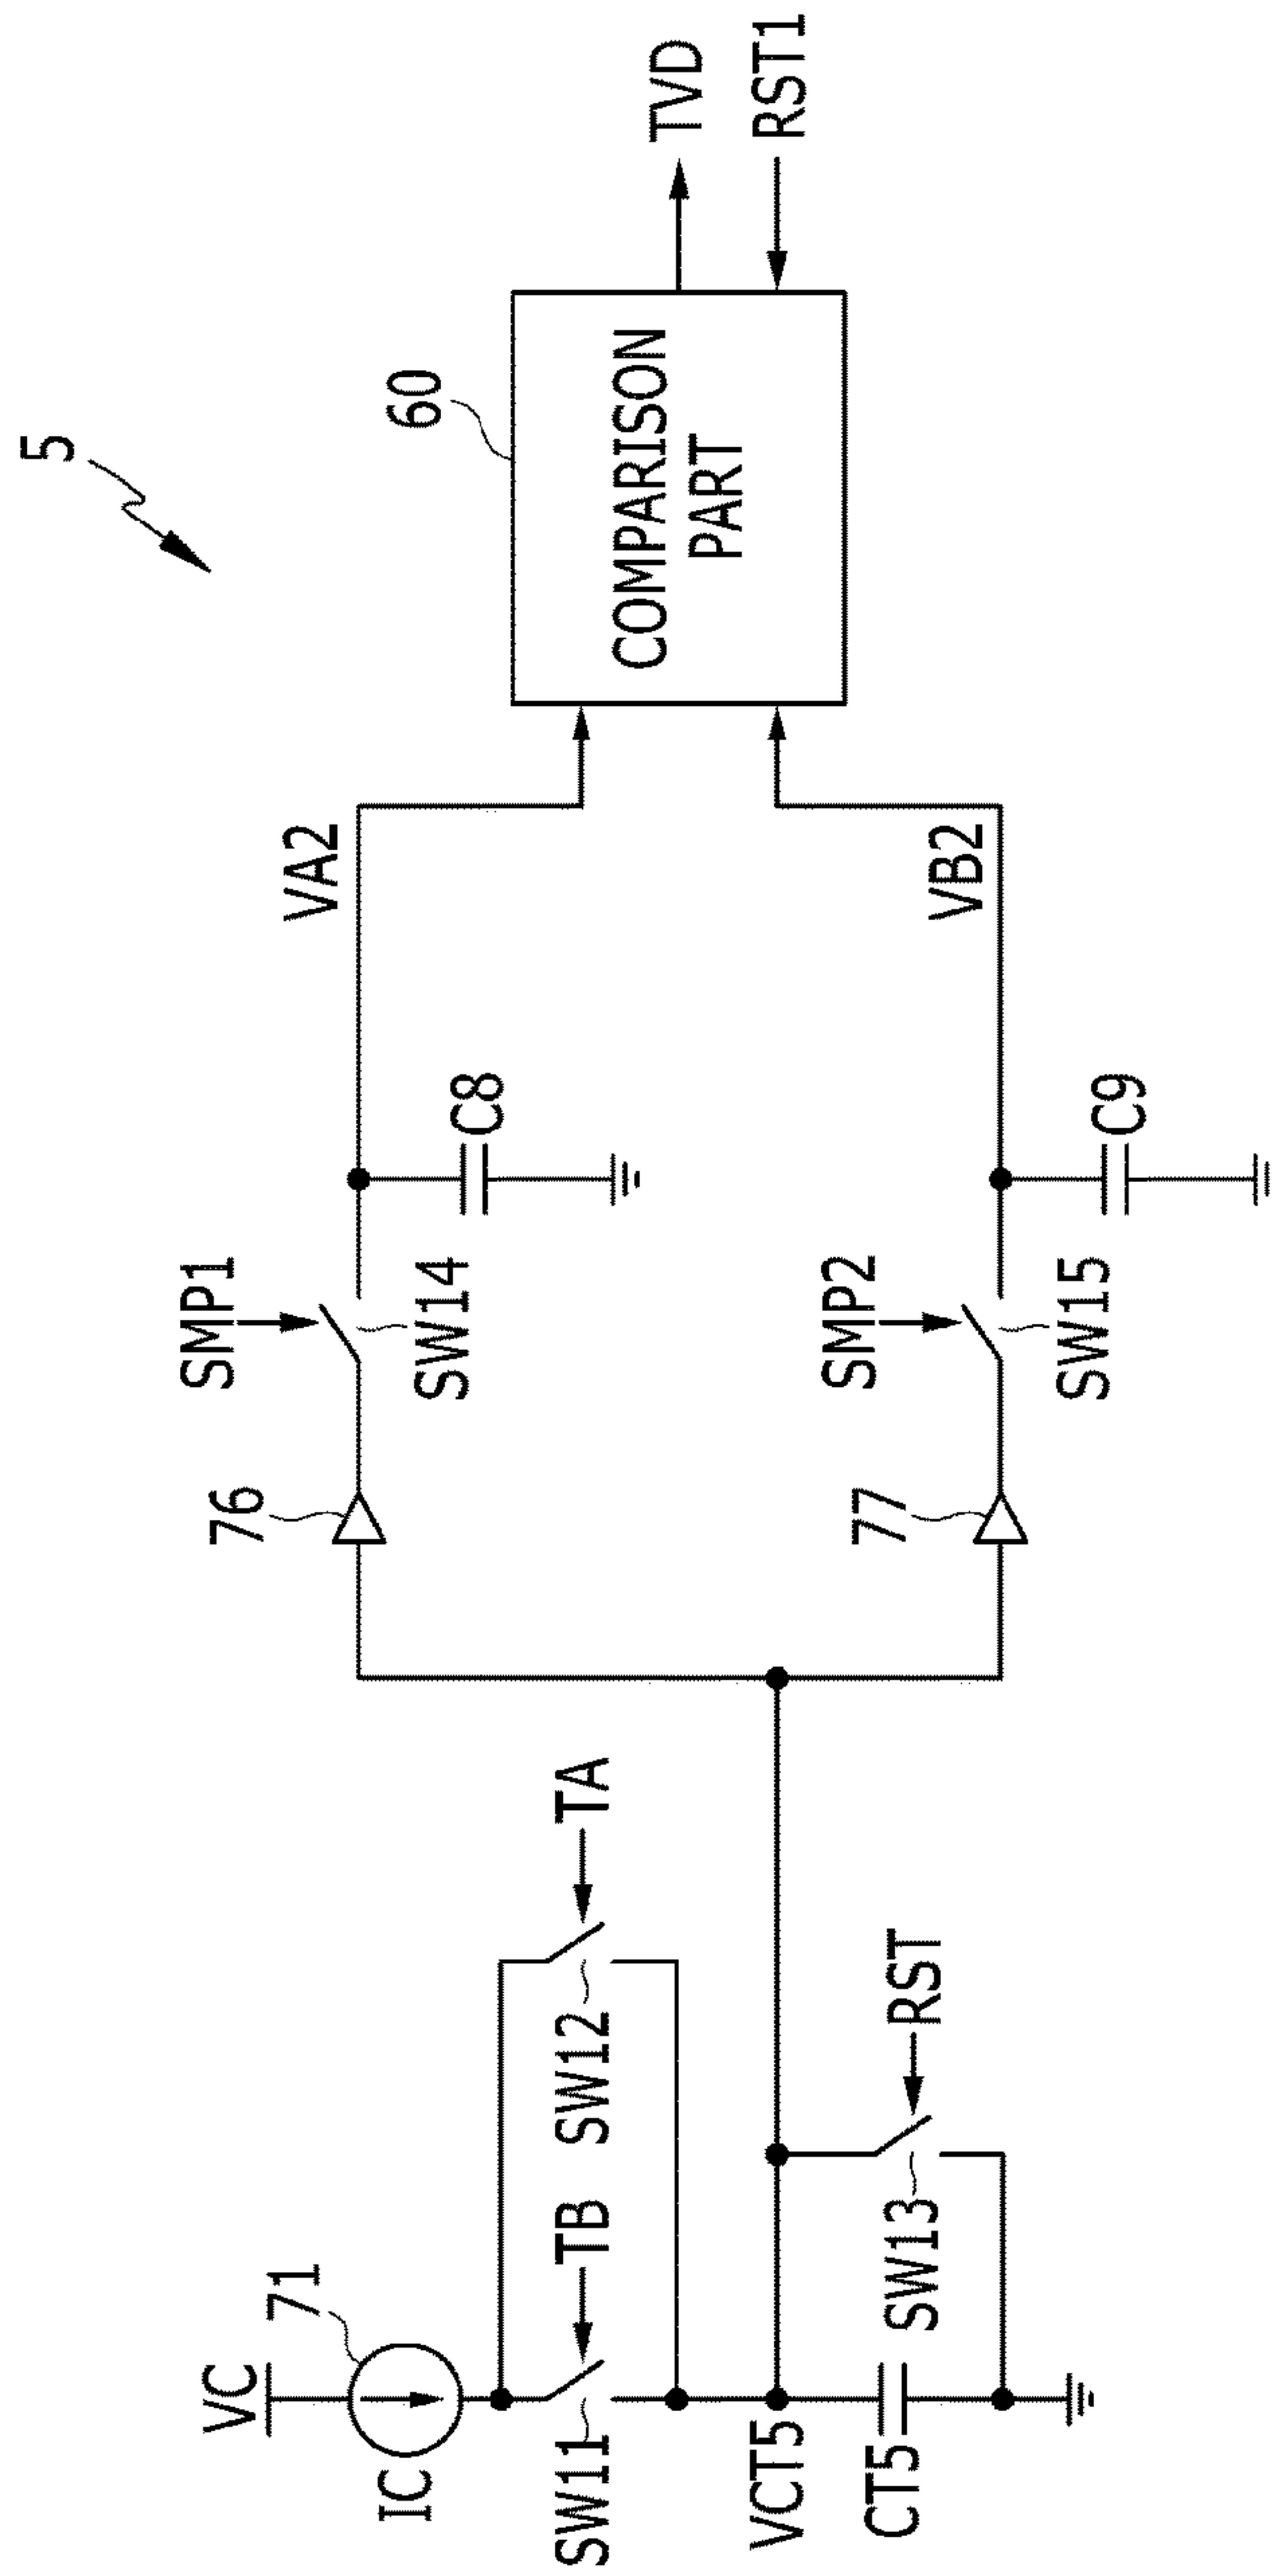 5
VC
71
IC
SW11
TB
SW12
TA
VCT5
CT5
SW13
RST
76
SMP1
SW14
C8
VA2
77
SMP2
SW15
C9
VB2
60
COMPARISON
PART
TVD
RST1